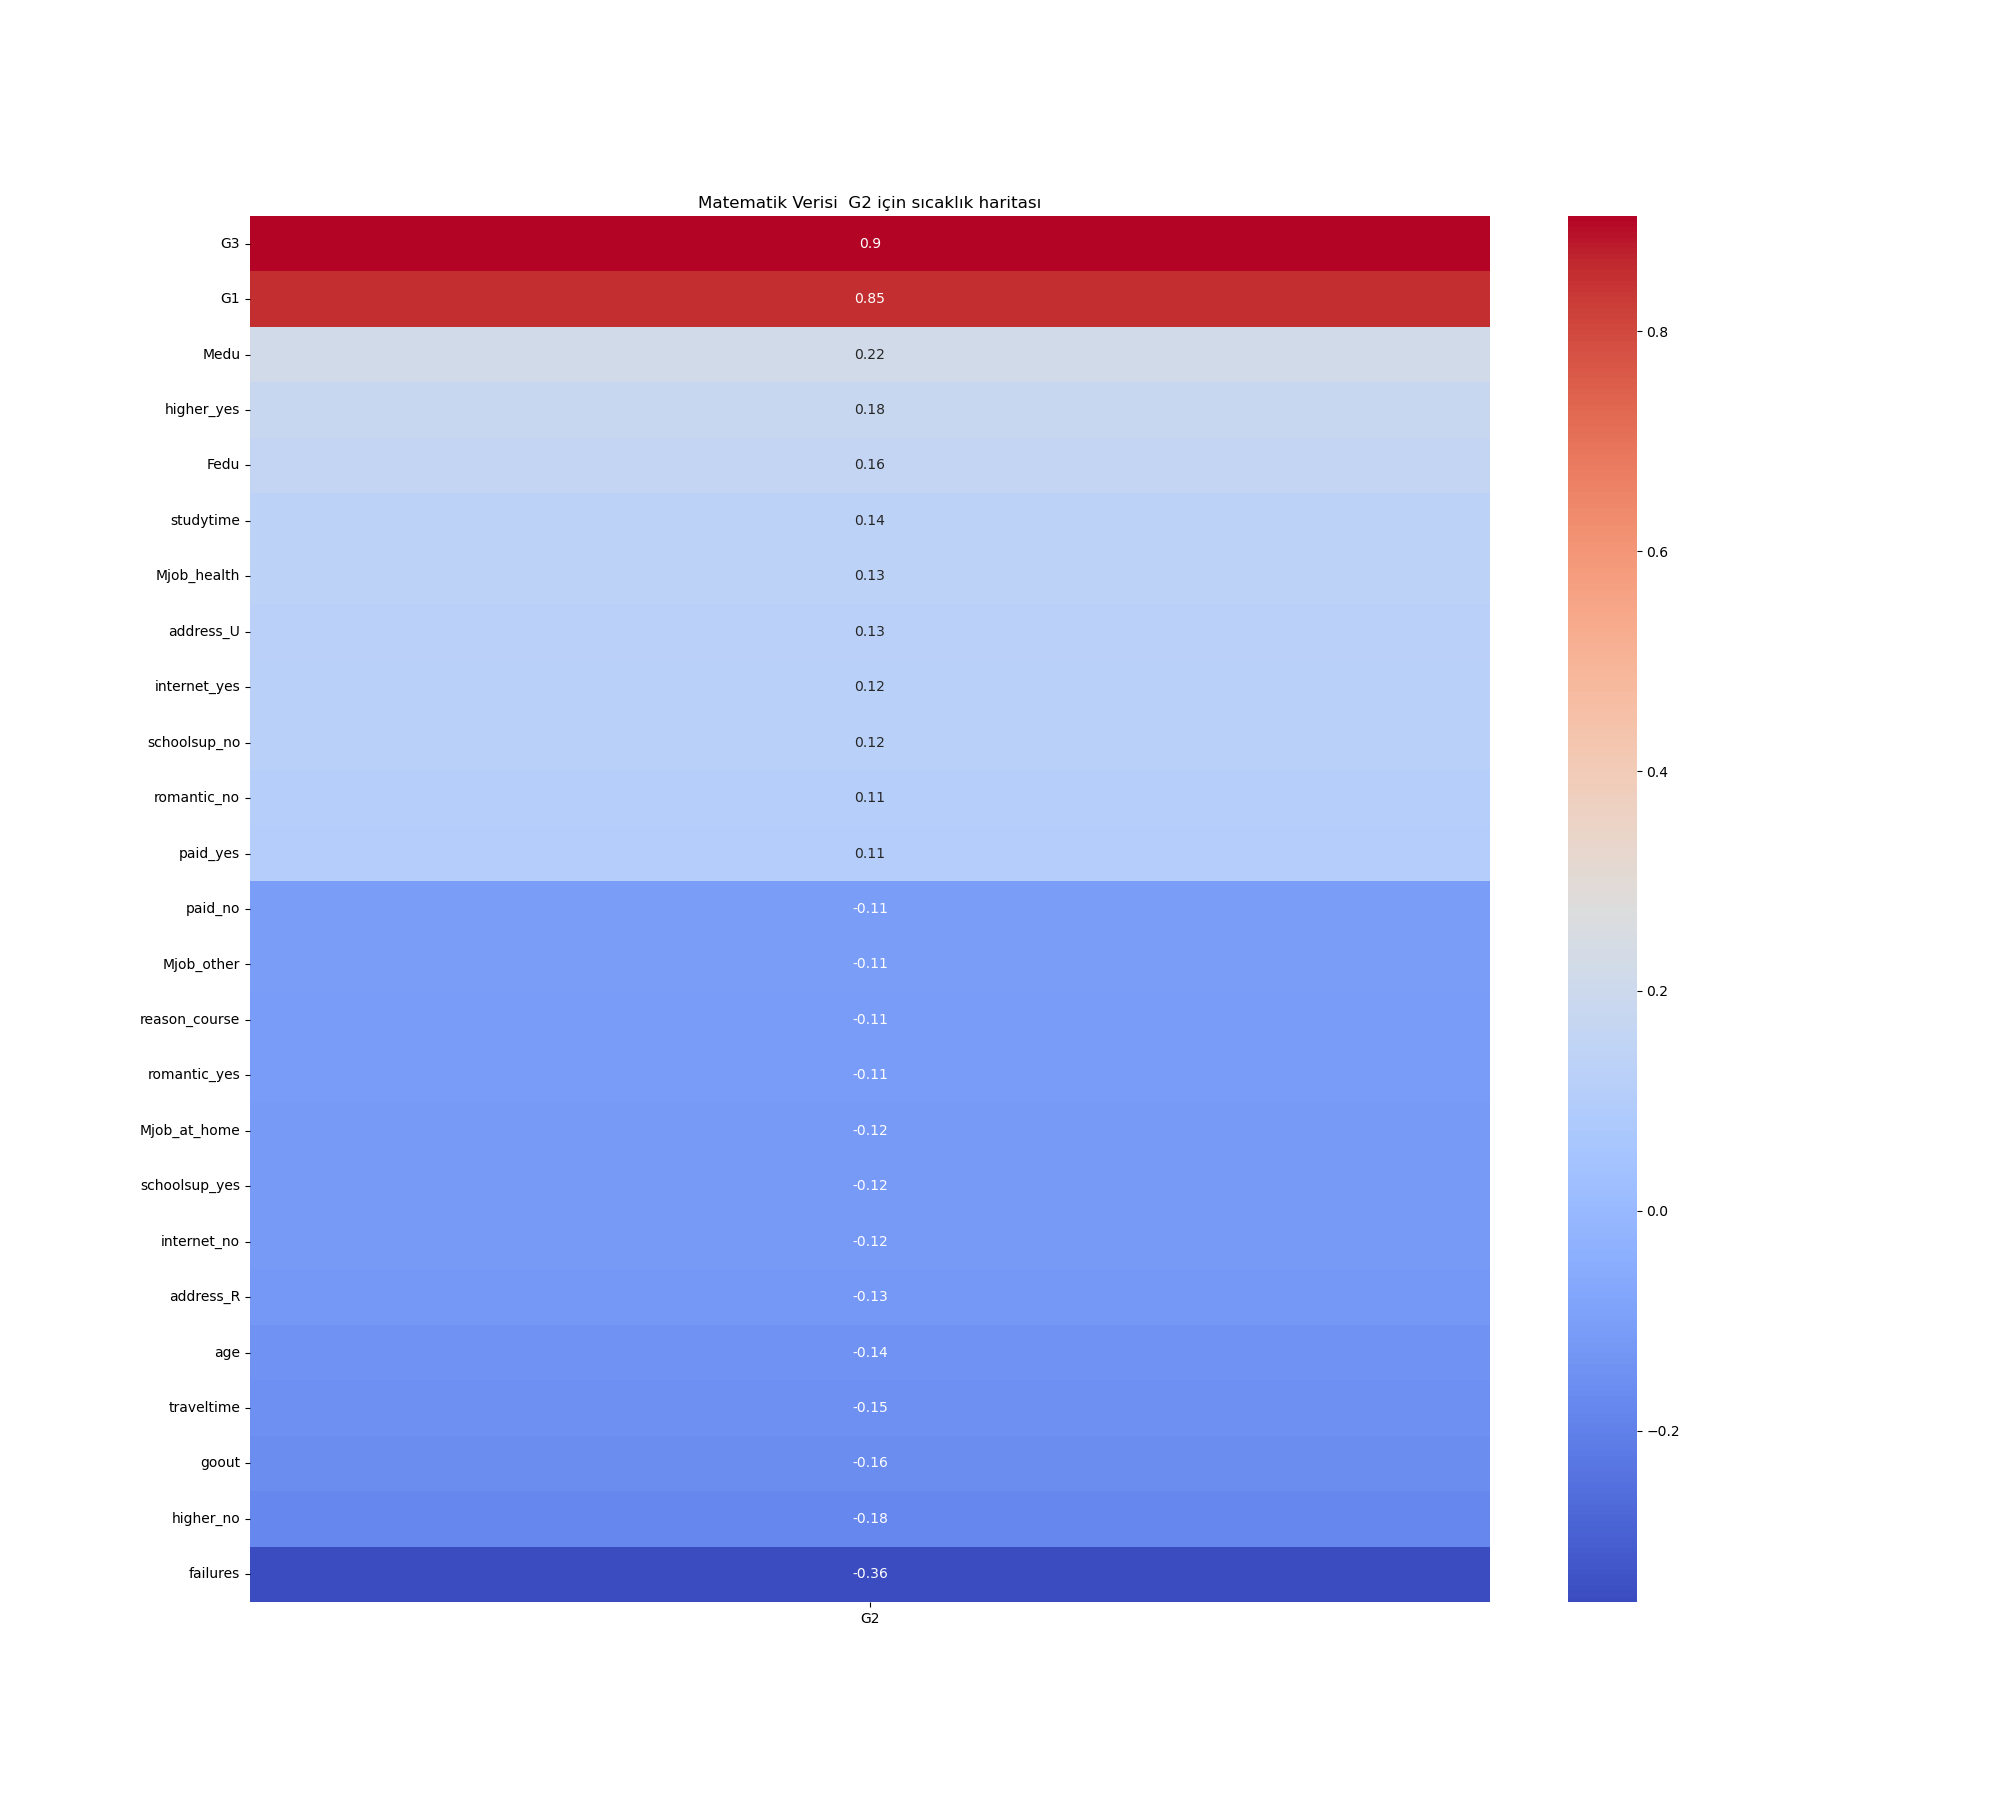 Matematik Verisi  G2 için sıcaklık haritası
G3 0.9
G1 0.85
Medu 0.22
higher_yes 0.18
Fedu 0.16
studytime 0.14
Mjob_health 0.13
address_U 0.13
internet_yes 0.12
schoolsup_no 0.12
romantic_no 0.11
paid_yes 0.11
paid_no -0.11
Mjob_other -0.11
reason_course -0.11
romantic_yes -0.11
Mjob_at_home -0.12
schoolsup_yes -0.12
internet_no -0.12
address_R -0.13
age -0.14
traveltime -0.15
goout -0.16
higher_no -0.18
failures -0.36
G2
0.8
0.6
0.4
0.2
0.0
−0.2